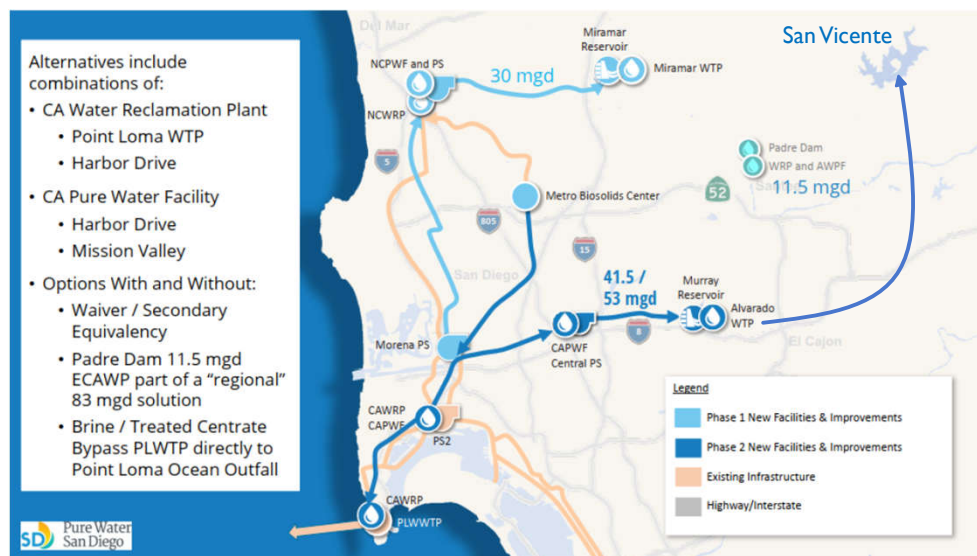 Alternatives include
combinations of:
• CA Water Reclamation Plant
• Point Loma WTP
• Harbor Drive
• CA Pure Water Facility
• Harbor Drive
• Mission Valley
• Options With and Without:
• Waiver / Secondary
Equivalency
• Padre Dam 11.5 mgd
ECAWP part of a “regional”
83 mgd solution
• Brine / Treated Centrate
Bypass PLWTP directly to
Point Loma Ocean Outfall
SD
Pure Water
San Diego
Del Mar
NCPWF and PS
30 mgd
Miramar
Reservoir
Miramar WTP
San Vicente
NCWRP
5
Padre Dam
WRP and AWPF
11.5 mgd
52
Metro Biosolids Center
805
15
San Diego
41.5 /
53 mgd
Murray
Reservoir
Alvarado
WTP
8
El Cajon
Morena PS
CAPWF
Central PS
CAWRP
CAPWF
PS2
CAWRP
PLWWTP
Legend
Phase 1 New Facilities & Improvements
Phase 2 New Facilities & Improvements
Existing Infrastructure
Highway/Interstate